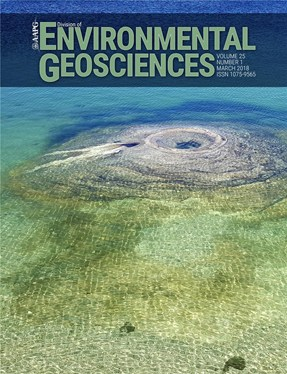 AAPG
Division of
ENVIRONMENTAL
GEOSCIENCES
VOLUME 25
NUMBER 1
MARCH 2018
ISSN 1075-9565